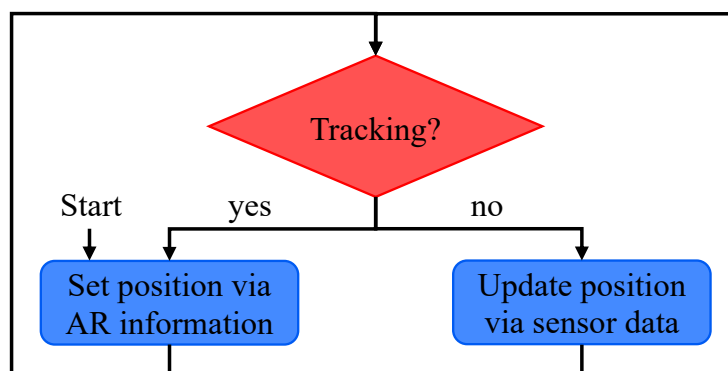 Tracking?
Start
yes
no
Set position via
AR information
Update position
via sensor data